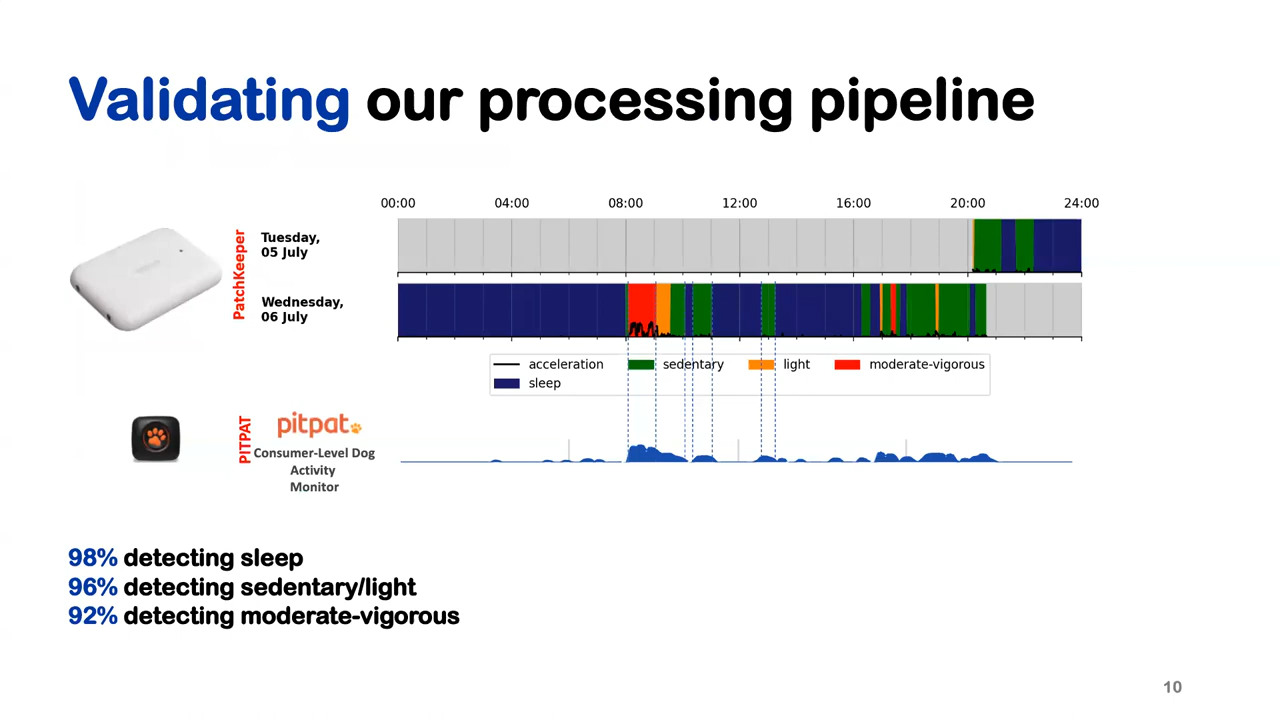 Validating our processing pipeline
00:00 04:00 08:00 12:00 16:00 20:00 24:00
PatchKeeper
Tuesday,
05 July
Wednesday,
06 July
acceleration sedentary light moderate-vigorous
sleep
PITPAT
pitpat
Consumer-Level Dog
Activity
Monitor
98% detecting sleep
96% detecting sedentary/light
92% detecting moderate-vigorous
10